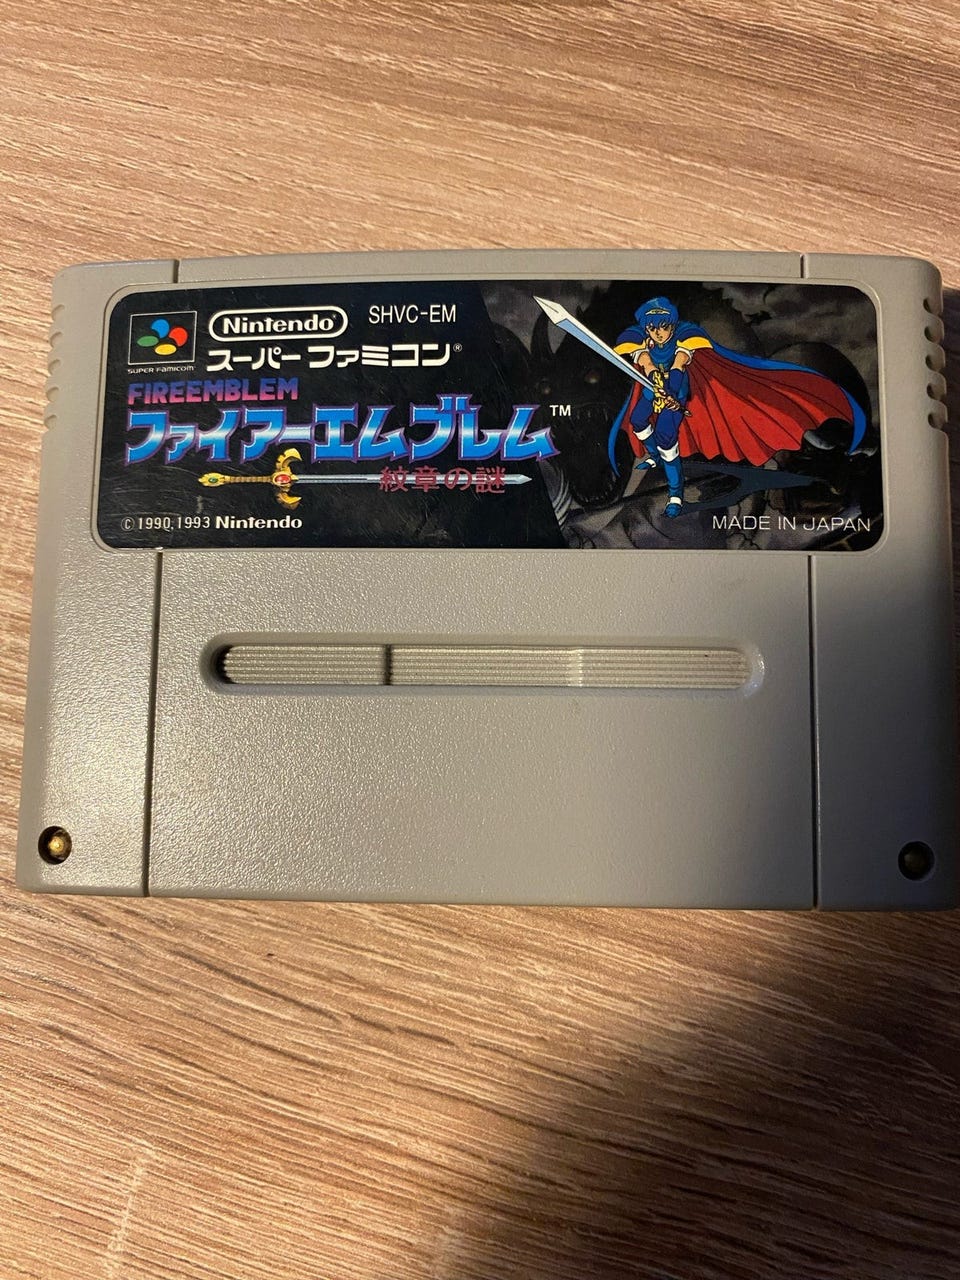 Nintendo®
SHVC-EM
SUPER FAMICOM™
スーパーファミコン®
FIREEMBLEM
ファイアーエムブレム™
紋章の謎
©1990,1993 Nintendo
MADE IN JAPAN